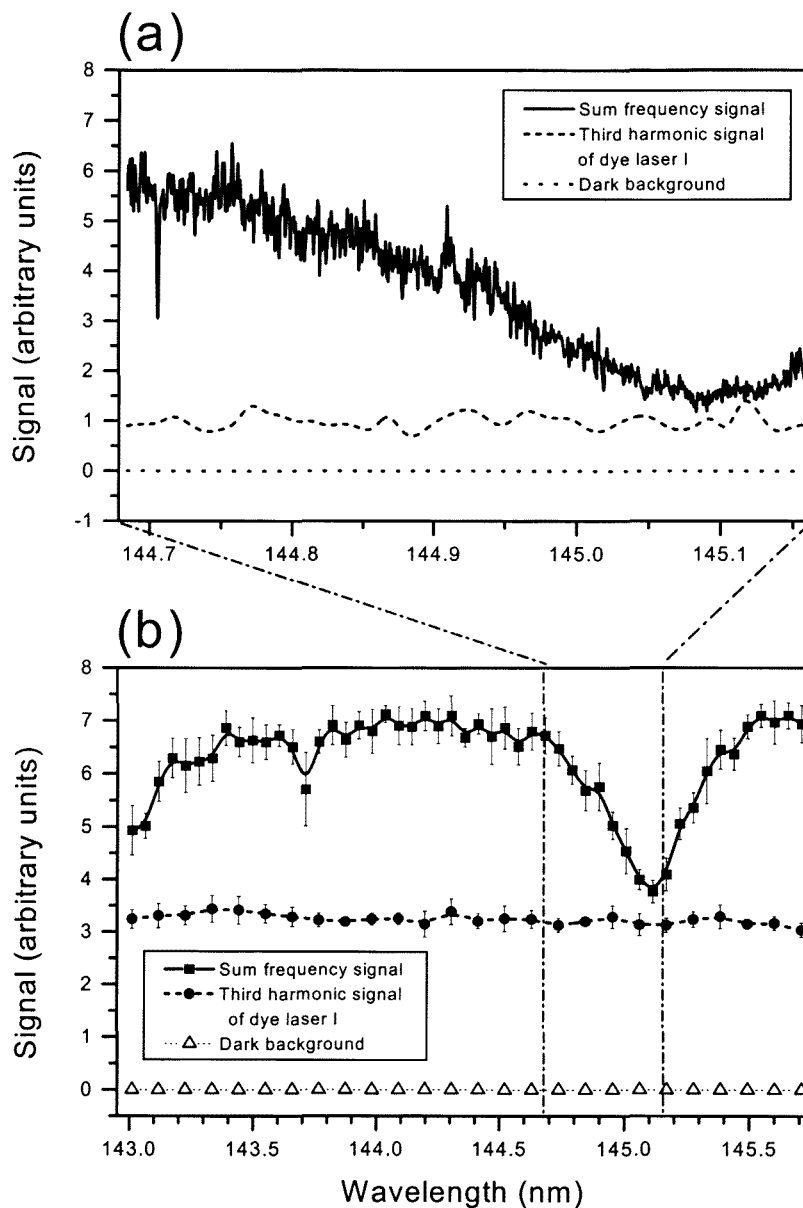 (a)
8
7
6
5
4
3
2
1
0
-1
Signal (arbitrary units)
Sum frequency signal
Third harmonic signal
of dye laser I
Dark background
144.7 144.8 144.9 145.0 145.1
(b)
8
7
6
5
4
3
2
1
0
Signal (arbitrary units)
Sum frequency signal
Third harmonic signal
of dye laser I
Dark background
143.0 143.5 144.0 144.5 145.0 145.5
Wavelength (nm)